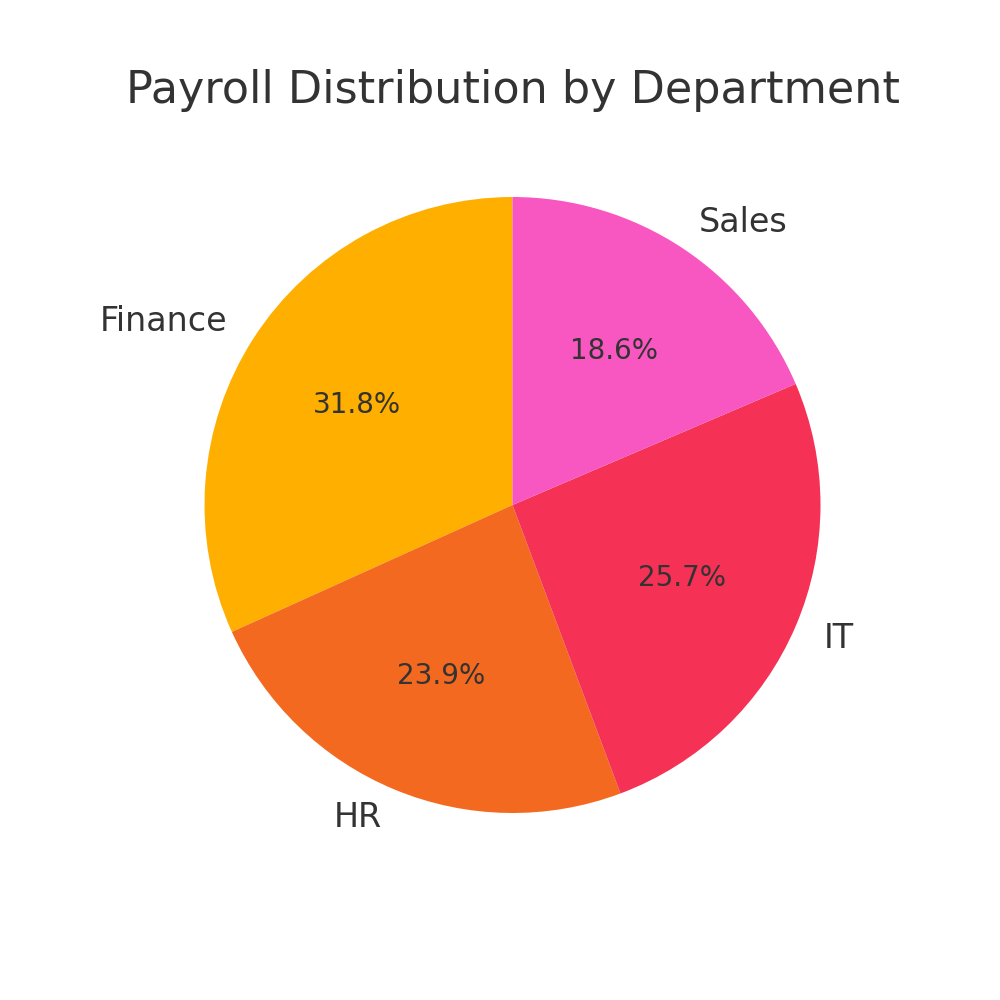 Payroll Distribution by Department
Sales
Finance
18.6%
31.8%
25.7%
IT
23.9%
HR